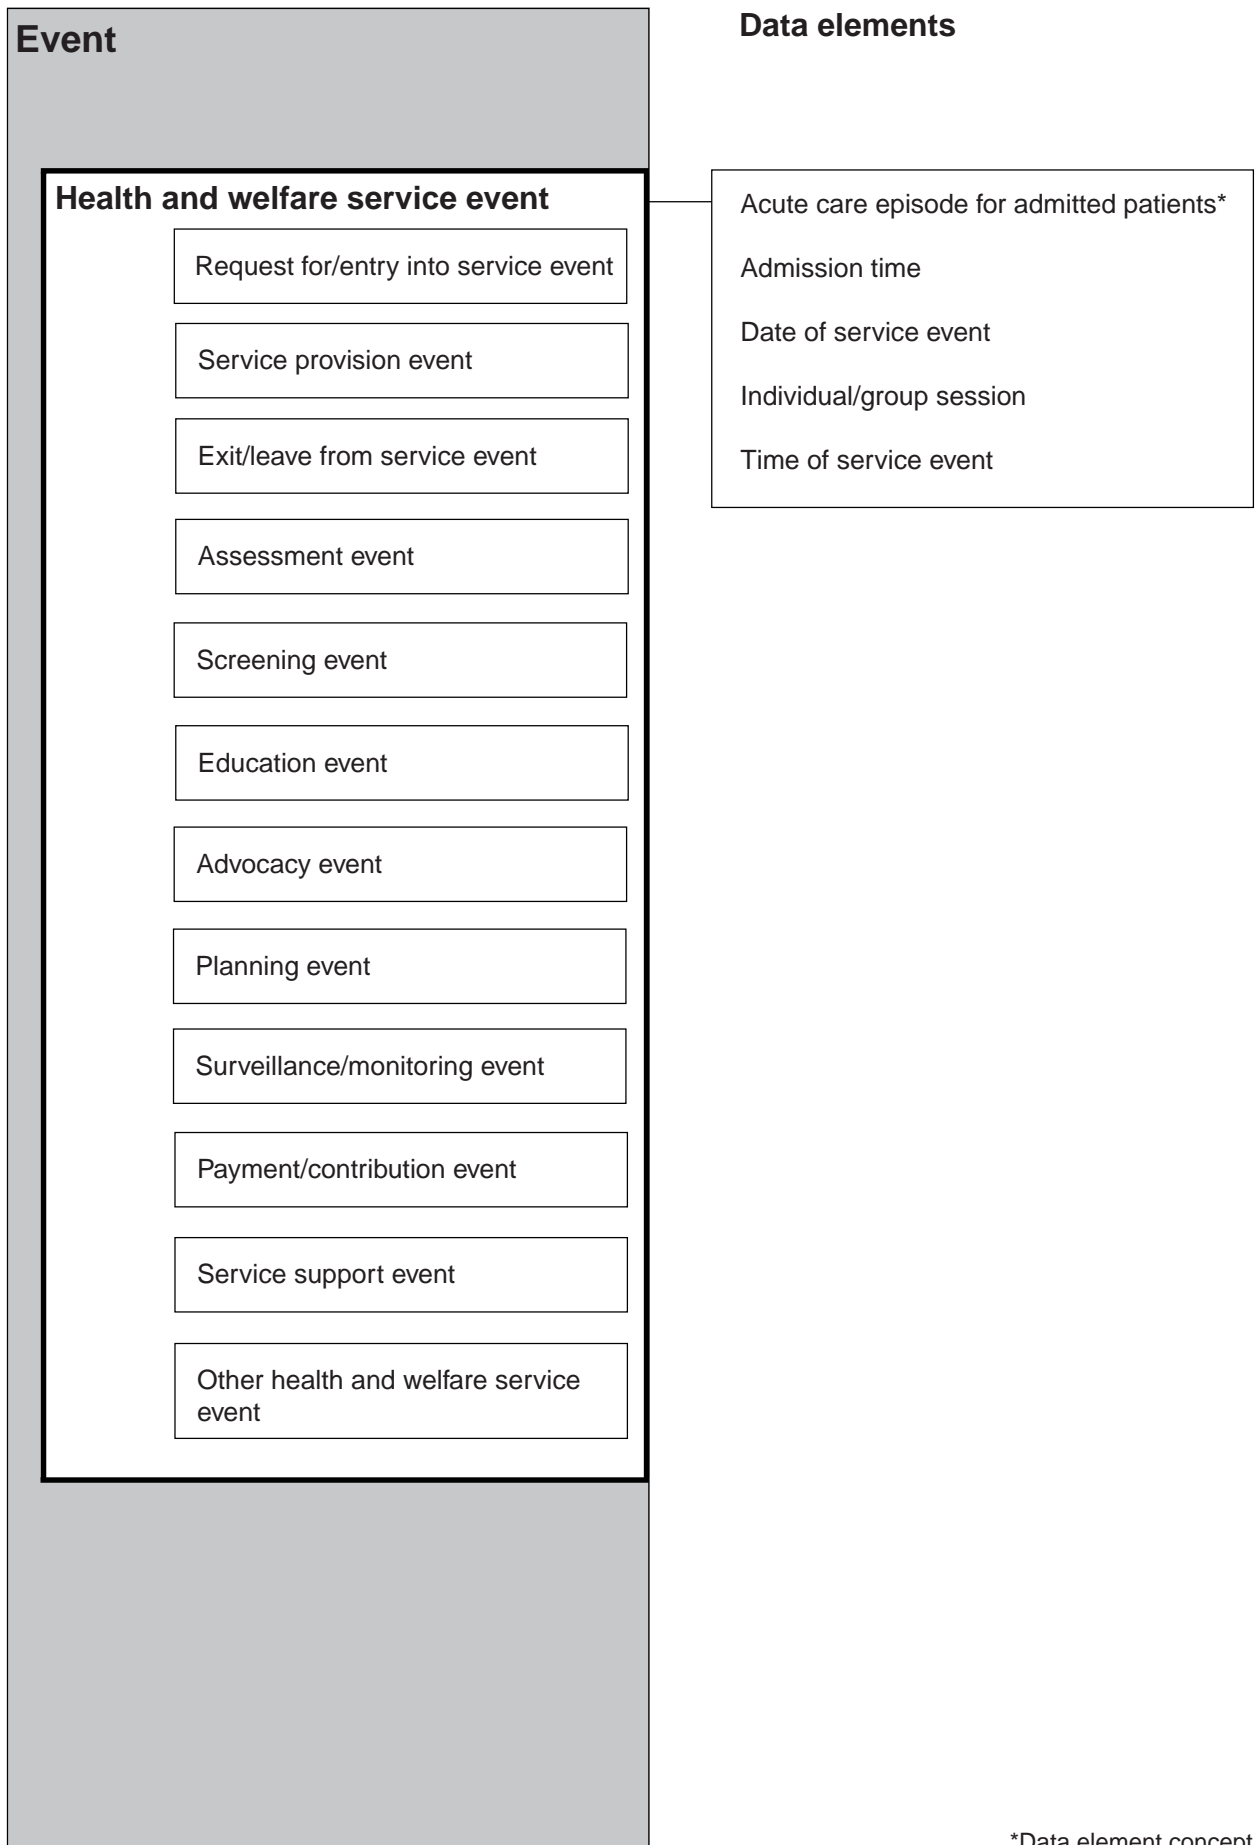 Event
Data elements
Health and welfare service event
Request for/entry into service event
Service provision event
Exit/leave from service event
Assessment event
Screening event
Education event
Advocacy event
Planning event
Surveillance/monitoring event
Payment/contribution event
Service support event
Other health and welfare service
event
Acute care episode for admitted patients*
Admission time
Date of service event
Individual/group session
Time of service event
*Data element concept